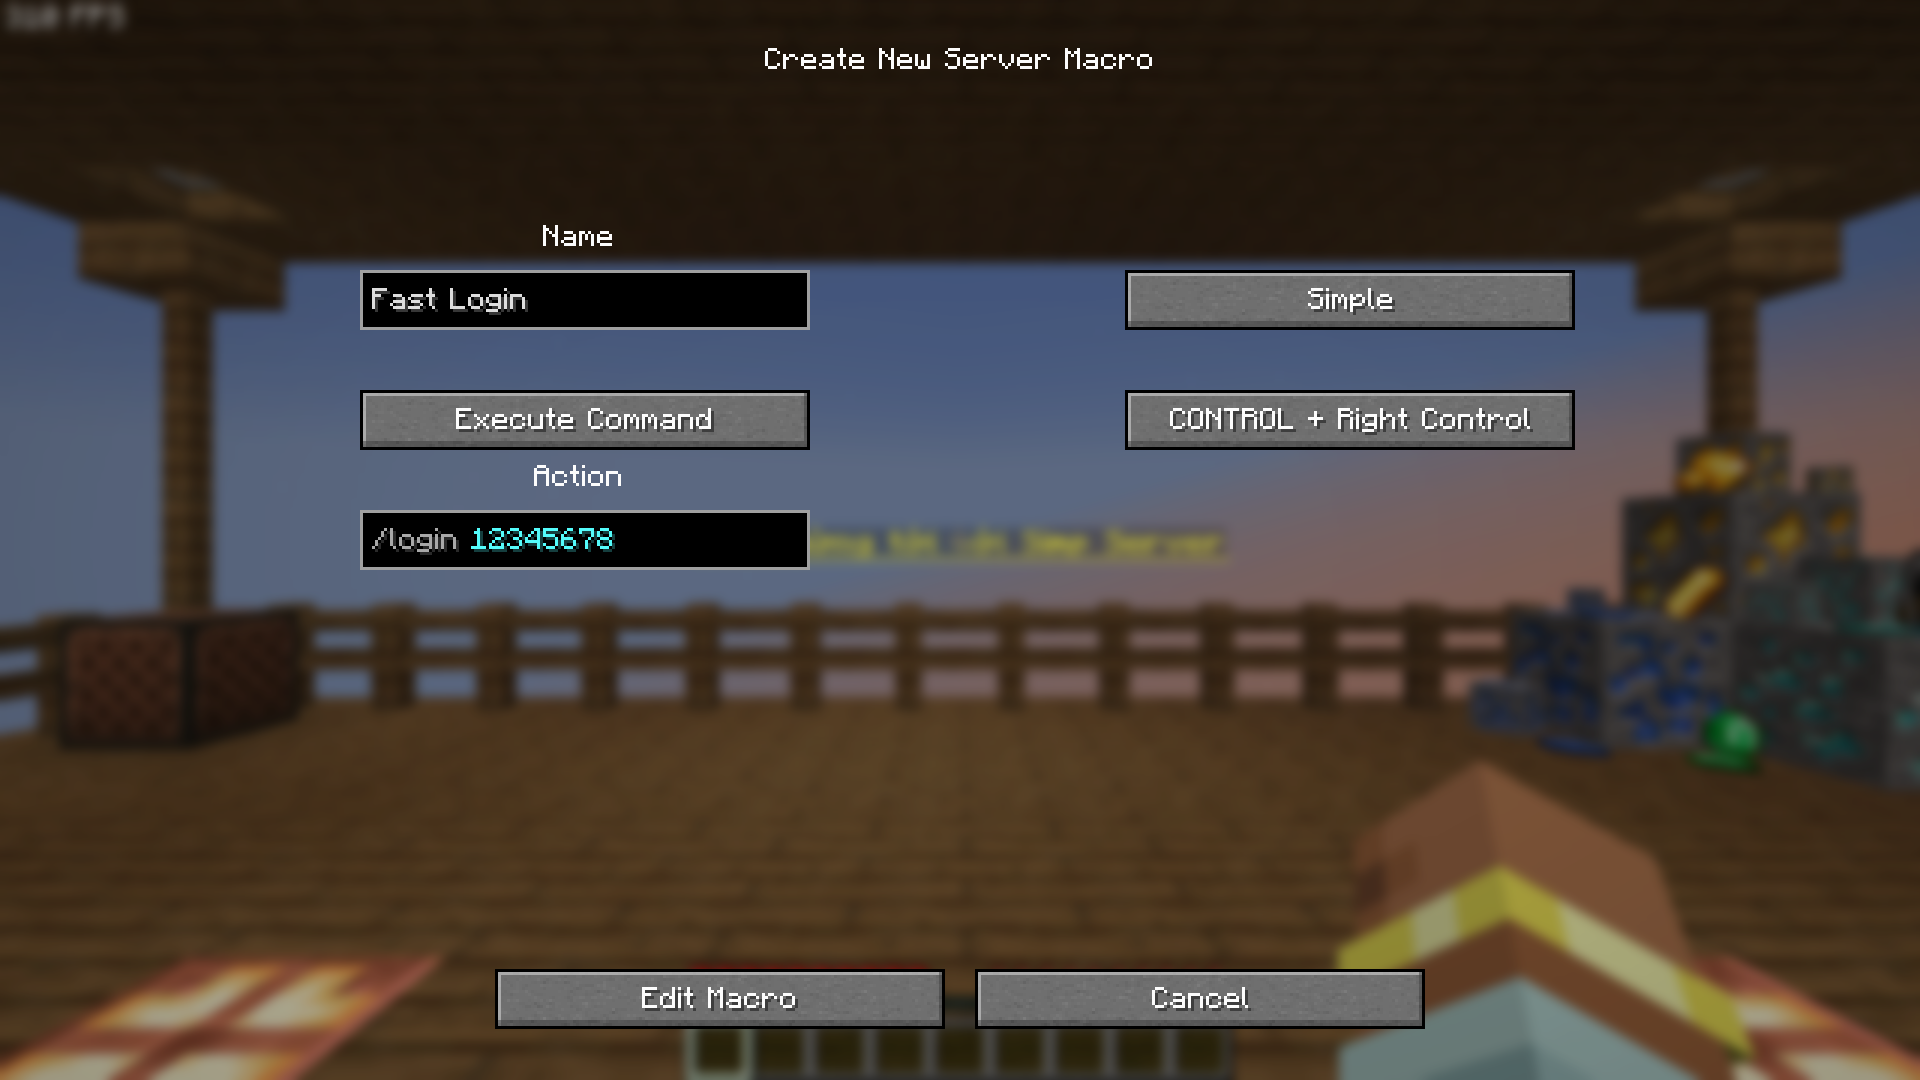 Create New Server Macro
Name
Fast Login
Simple
Execute Command
CONTROL + Right Control
Action
/login 12345678
Server
Edit Macro
Cancel